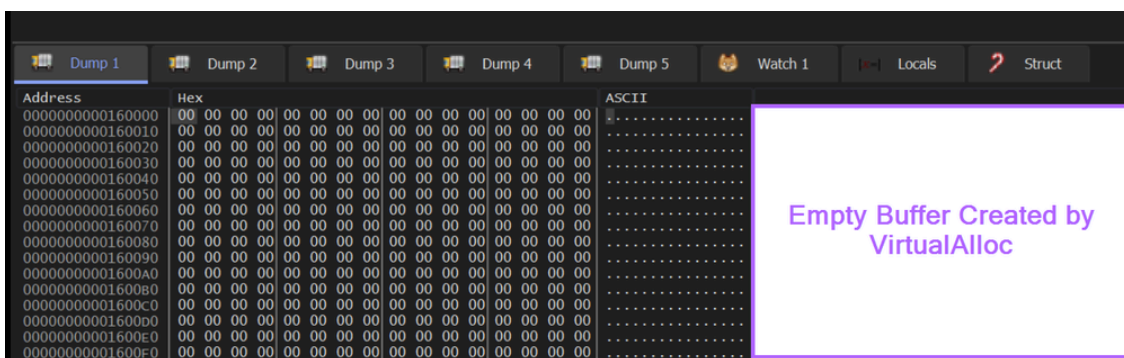 Dump 1 Dump 2 Dump 3 Dump 4 Dump 5 Watch 1 Locals Struct
Address Hex ASCII
0000000000160000 00 00 00 00 00 00 00 00 00 00 00 00 00 00 00 00 ................
0000000000160010 00 00 00 00 00 00 00 00 00 00 00 00 00 00 00 00 ................
0000000000160020 00 00 00 00 00 00 00 00 00 00 00 00 00 00 00 00 ................
0000000000160030 00 00 00 00 00 00 00 00 00 00 00 00 00 00 00 00 ................
0000000000160040 00 00 00 00 00 00 00 00 00 00 00 00 00 00 00 00 ................
0000000000160050 00 00 00 00 00 00 00 00 00 00 00 00 00 00 00 00 ................
0000000000160060 00 00 00 00 00 00 00 00 00 00 00 00 00 00 00 00 ................
0000000000160070 00 00 00 00 00 00 00 00 00 00 00 00 00 00 00 00 ................
0000000000160080 00 00 00 00 00 00 00 00 00 00 00 00 00 00 00 00 ................
0000000000160090 00 00 00 00 00 00 00 00 00 00 00 00 00 00 00 00 ................
00000000001600A0 00 00 00 00 00 00 00 00 00 00 00 00 00 00 00 00 ................
00000000001600B0 00 00 00 00 00 00 00 00 00 00 00 00 00 00 00 00 ................
00000000001600C0 00 00 00 00 00 00 00 00 00 00 00 00 00 00 00 00 ................
00000000001600D0 00 00 00 00 00 00 00 00 00 00 00 00 00 00 00 00 ................
00000000001600E0 00 00 00 00 00 00 00 00 00 00 00 00 00 00 00 00 ................
00000000001600F0 00 00 00 00 00 00 00 00 00 00 00 00 00 00 00 00 ................
Empty Buffer Created by
VirtualAlloc